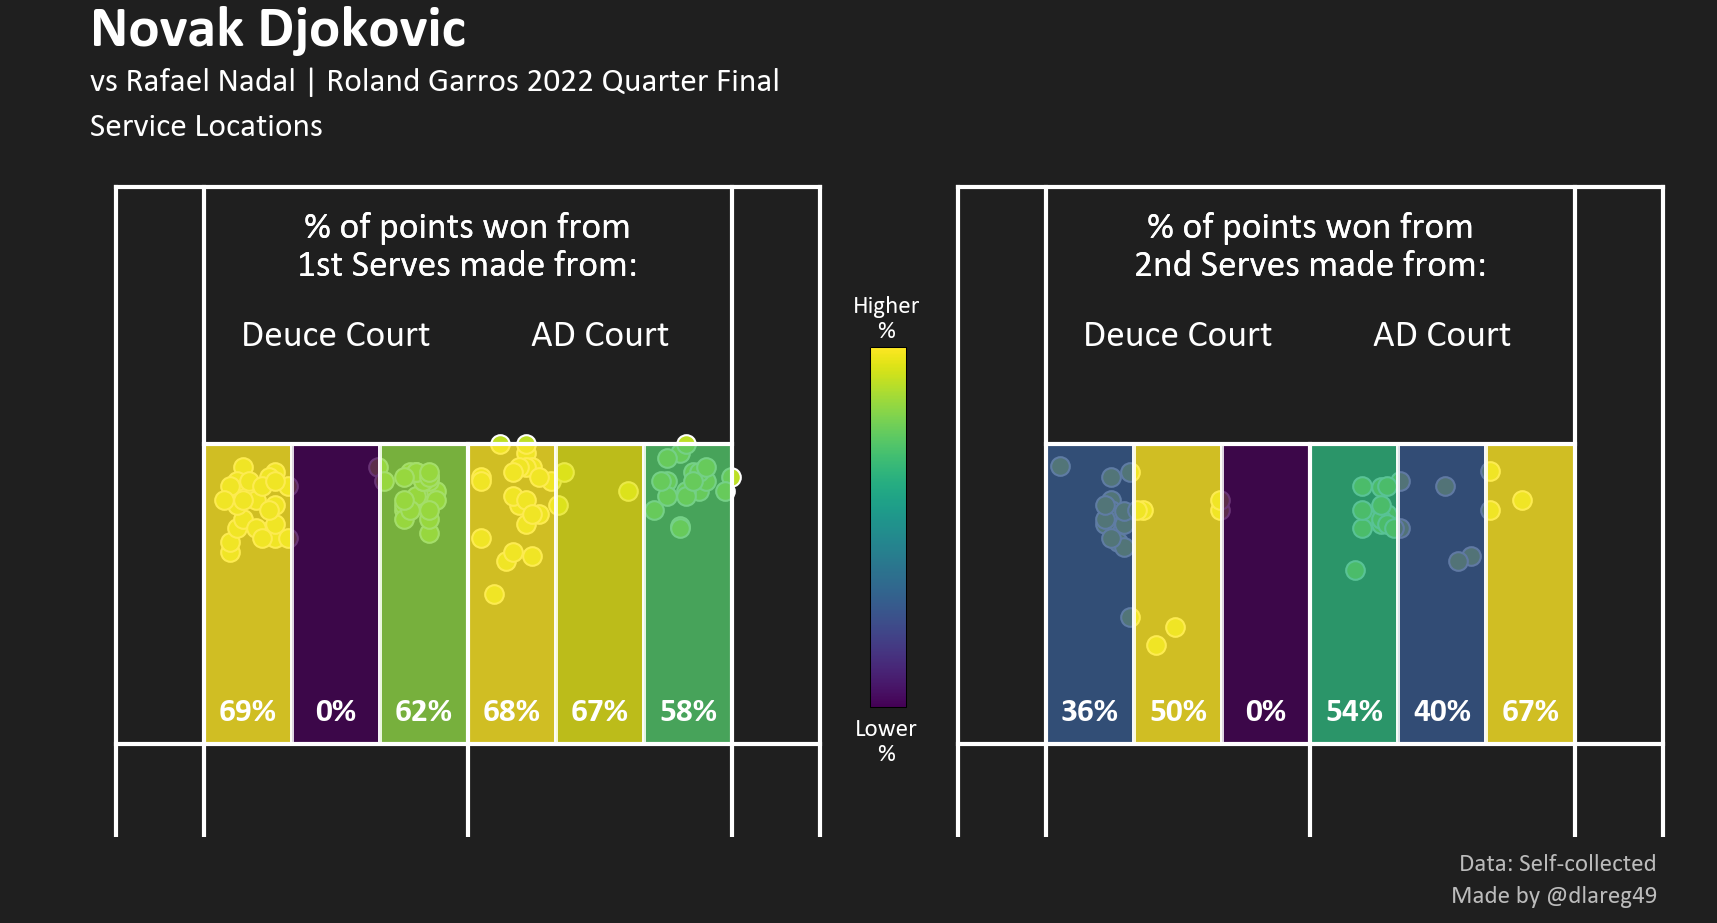 Novak Djokovic
vs Rafael Nadal | Roland Garros 2022 Quarter Final
Service Locations
% of points won from
1st Serves made from:
Deuce Court AD Court
69% 0% 62% 68% 67% 58%
Higher
%
Lower
%
% of points won from
2nd Serves made from:
Deuce Court AD Court
36% 50% 0% 54% 40% 67%
Data: Self-collected
Made by @dlareg49